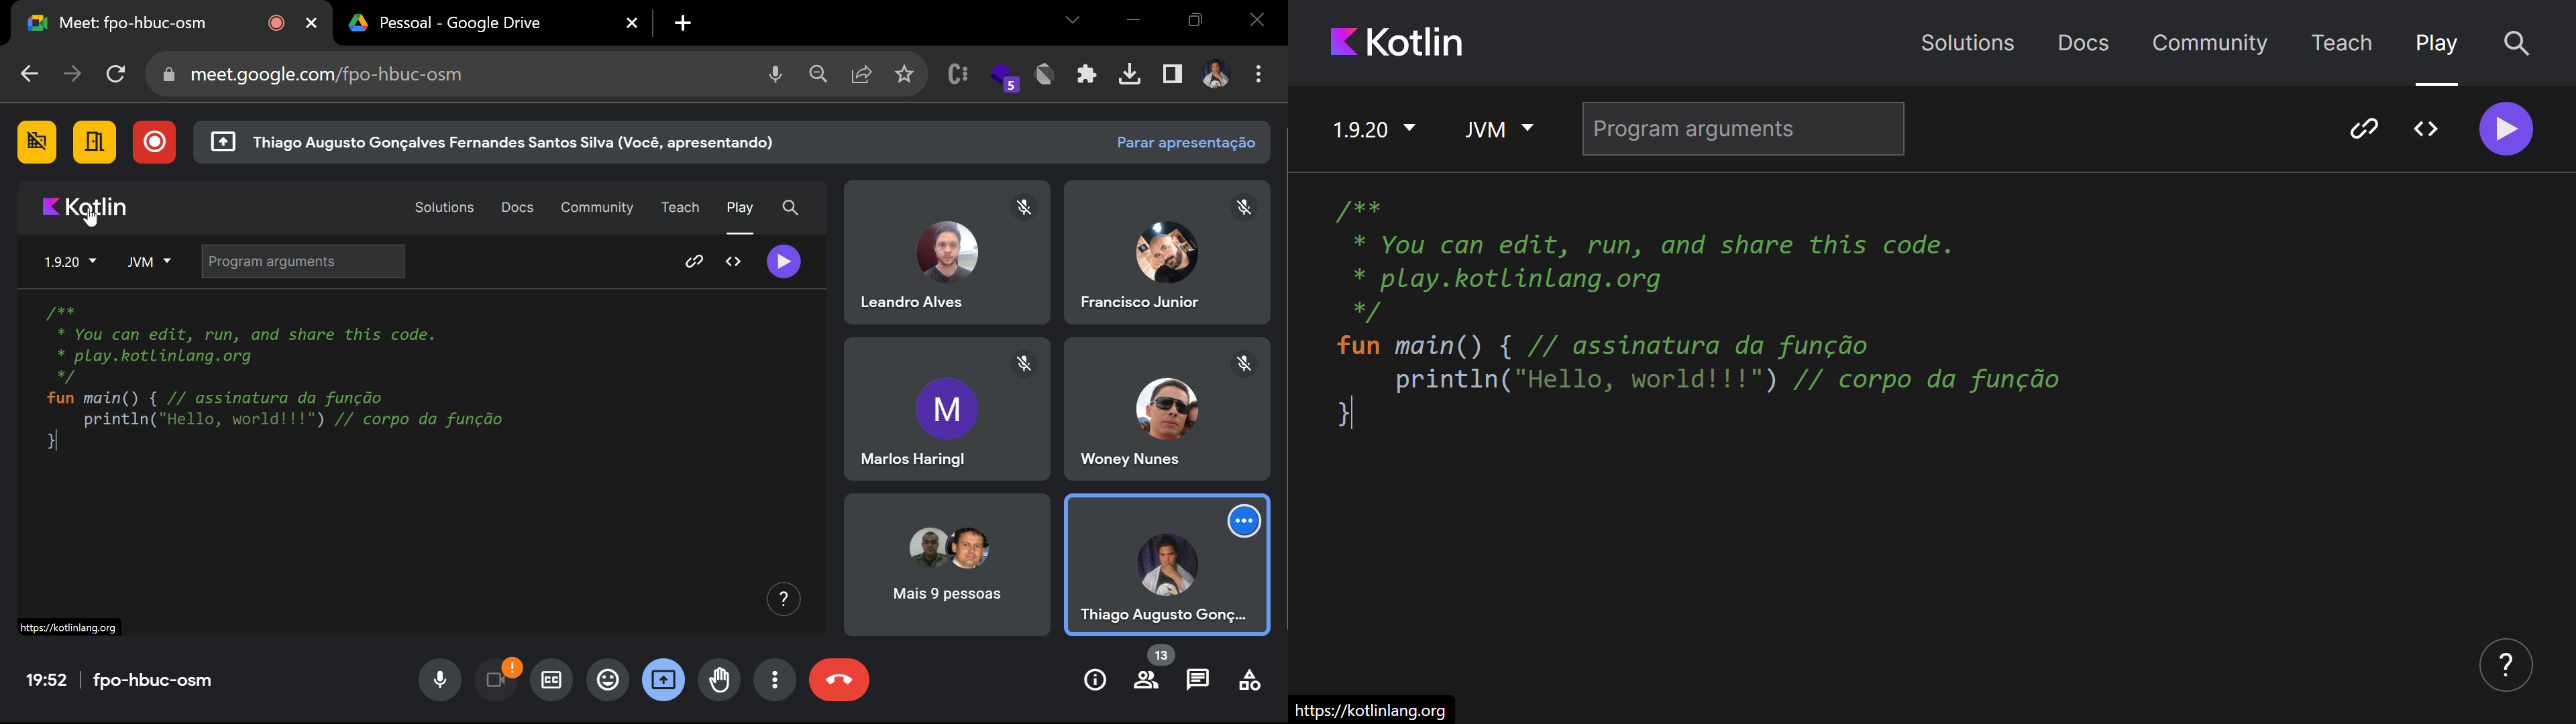 Meet: fpo-hbuc-osm
Pessoal - Google Drive
meet.google.com/fpo-hbuc-osm
5
Thiago Augusto Gonçalves Fernandes Santos Silva (Você, apresentando)
Parar apresentação
Kotlin
Solutions Docs Community Teach Play
1.9.20 JVM Program arguments
/**
* You can edit, run, and share this code.
* play.kotlinlang.org
*/
fun main() { // assinatura da função
println("Hello, world!!!") // corpo da função
}
?
https://kotlinlang.org
Leandro Alves
Francisco Junior
M
Marlos Haringl
Woney Nunes
Mais 9 pessoas
Thiago Augusto Gonç...
19:52 | fpo-hbuc-osm
!
CC
13
Kotlin
Solutions Docs Community Teach Play
1.9.20 JVM Program arguments
/**
* You can edit, run, and share this code.
* play.kotlinlang.org
*/
fun main() { // assinatura da função
println("Hello, world!!!") // corpo da função
}
?
https://kotlinlang.org